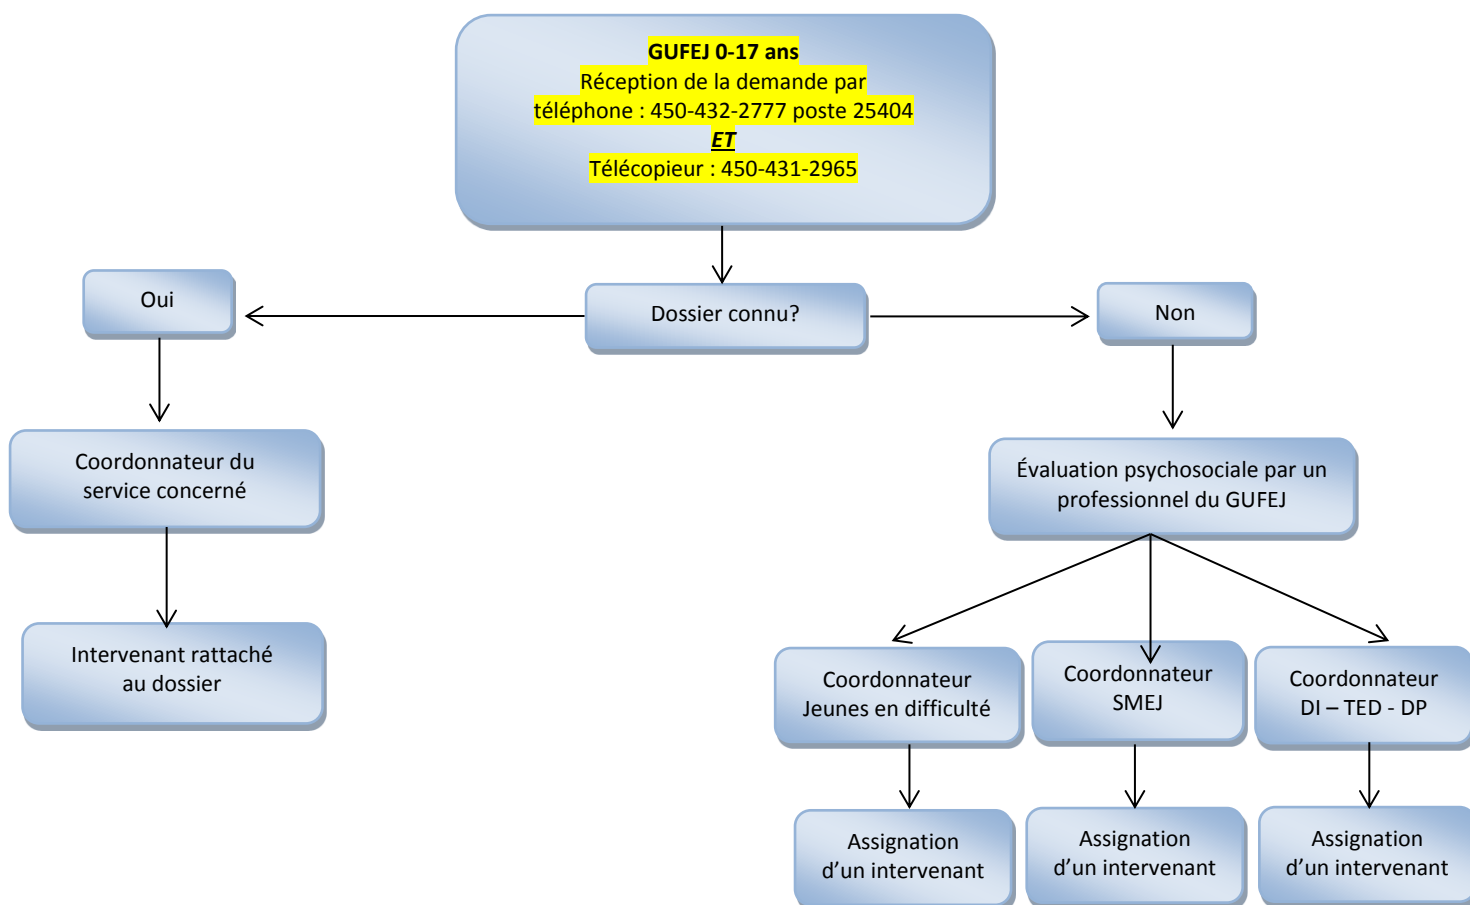 GUFEJ 0-17 ans
Réception de la demande par
téléphone : 450-432-2777 poste 25404
ET
Télécopieur : 450-431-2965
Oui
Dossier connu?
Non
Coordonnateur du
service concerné
Évaluation psychosociale par un
professionnel du GUFEJ
Intervenant rattaché
au dossier
Coordonnateur
Jeunes en difficulté
Coordonnateur
SMEJ
Coordonnateur
DI – TED - DP
Assignation
d’un intervenant
Assignation
d’un intervenant
Assignation
d’un intervenant